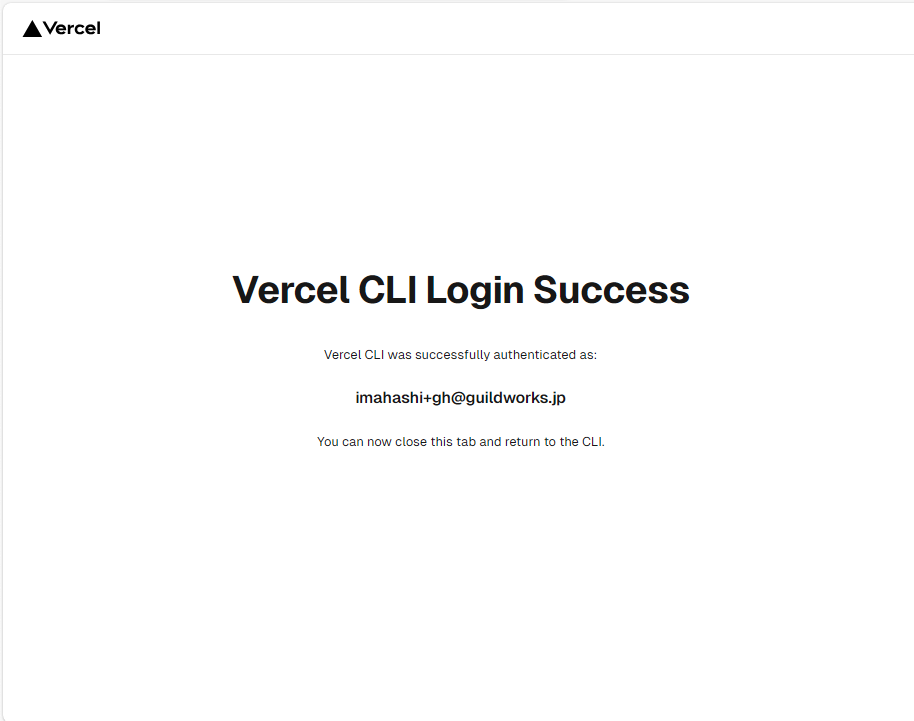 Vercel
Vercel CLI Login Success
Vercel CLI was successfully authenticated as:
imahashi+gh@guildworks.jp
You can now close this tab and return to the CLI.